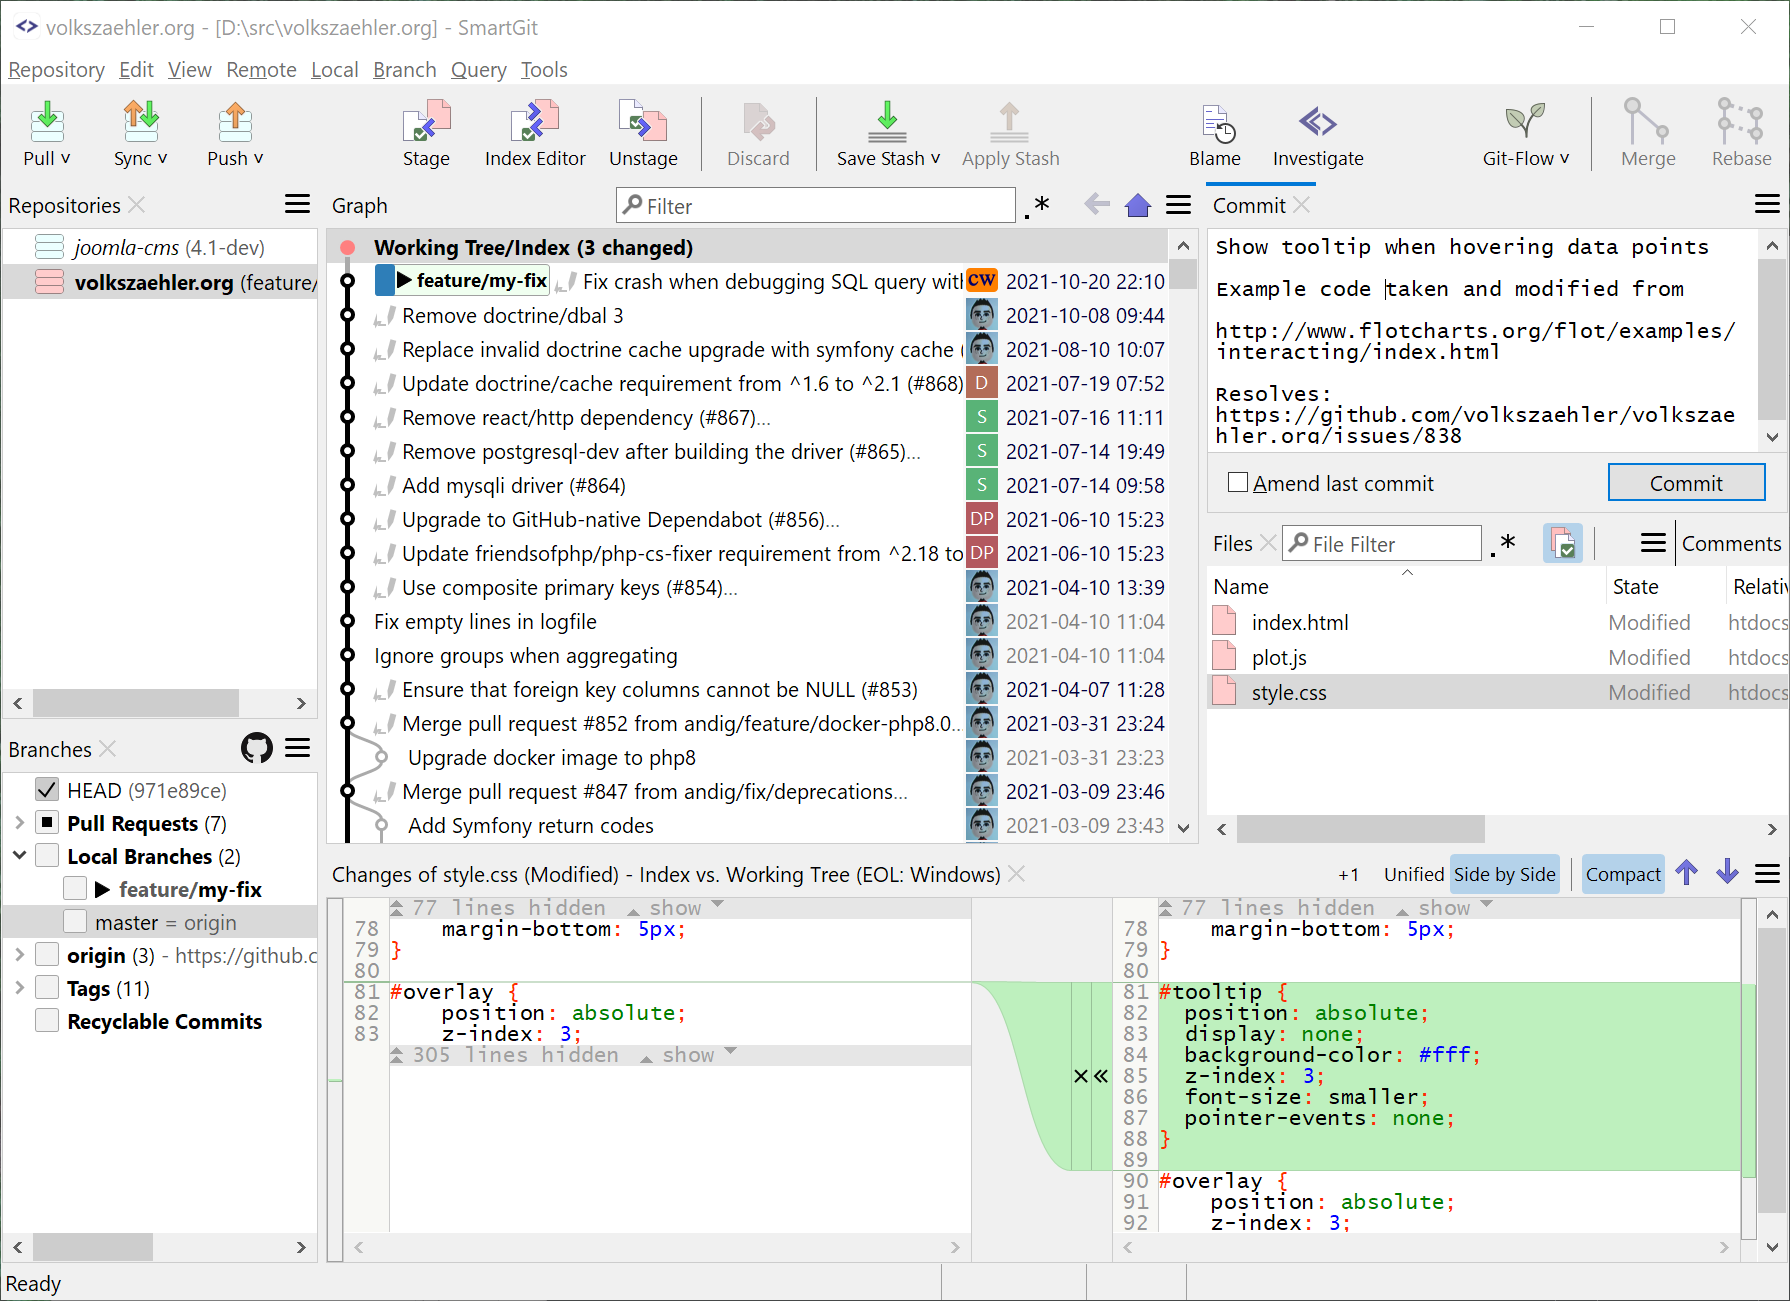 volkszaehler.org - [D:\src\volkszaehler.org] - SmartGit
Repository Edit View Remote Local Branch Query Tools
Pull Sync Push Stage Index Editor Unstage Discard Save Stash Apply Stash Blame Investigate Git-Flow Merge Rebase
Repositories
joomla-cms (4.1-dev)
volkszaehler.org (feature/
Branches
HEAD (971e89ce)
Pull Requests (7)
Local Branches (2)
feature/my-fix
master = origin
origin (3) - https://github.c
Tags (11)
Recyclable Commits
Graph
Filter
.*
Working Tree/Index (3 changed)
feature/my-fix Fix crash when debugging SQL query with CW 2021-10-20 22:10
Remove doctrine/dbal 3 2021-10-08 09:44
Replace invalid doctrine cache upgrade with symfony cache ( 2021-08-10 10:07
Update doctrine/cache requirement from ^1.6 to ^2.1 (#868) D 2021-07-19 07:52
Remove react/http dependency (#867)... S 2021-07-16 11:11
Remove postgresql-dev after building the driver (#865)... S 2021-07-14 19:49
Add mysqli driver (#864) S 2021-07-14 09:58
Upgrade to GitHub-native Dependabot (#856)... DP 2021-06-10 15:23
Update friendsofphp/php-cs-fixer requirement from ^2.18 to DP 2021-06-10 15:23
Use composite primary keys (#854)... 2021-04-10 13:39
Fix empty lines in logfile 2021-04-10 11:04
Ignore groups when aggregating 2021-04-10 11:04
Ensure that foreign key columns cannot be NULL (#853) 2021-04-07 11:28
Merge pull request #852 from andig/feature/docker-php8.0... 2021-03-31 23:24
Upgrade docker image to php8 2021-03-31 23:23
Merge pull request #847 from andig/fix/deprecations... 2021-03-09 23:46
Add Symfony return codes 2021-03-09 23:43
Commit
Show tooltip when hovering data points
Example code taken and modified from
http://www.flotcharts.org/flot/examples/
interacting/index.html
Resolves:
https://github.com/volkszaehler/volkszae
hler.org/issues/838
Amend last commit
Commit
Files
File Filter
.*
Comments
Name State Relativ
index.html Modified htdocs
plot.js Modified htdocs
style.css Modified htdocs
Changes of style.css (Modified) - Index vs. Working Tree (EOL: Windows)
+1 Unified Side by Side Compact
77 lines hidden show
78 margin-bottom: 5px;
79 }
80
81 #overlay {
82 position: absolute;
83 z-index: 3;
305 lines hidden show
77 lines hidden show
78 margin-bottom: 5px;
79 }
80
81 #tooltip {
82 position: absolute;
83 display: none;
84 background-color: #fff;
85 z-index: 3;
86 font-size: smaller;
87 pointer-events: none;
88 }
89
90 #overlay {
91 position: absolute;
92 z-index: 3;
Ready